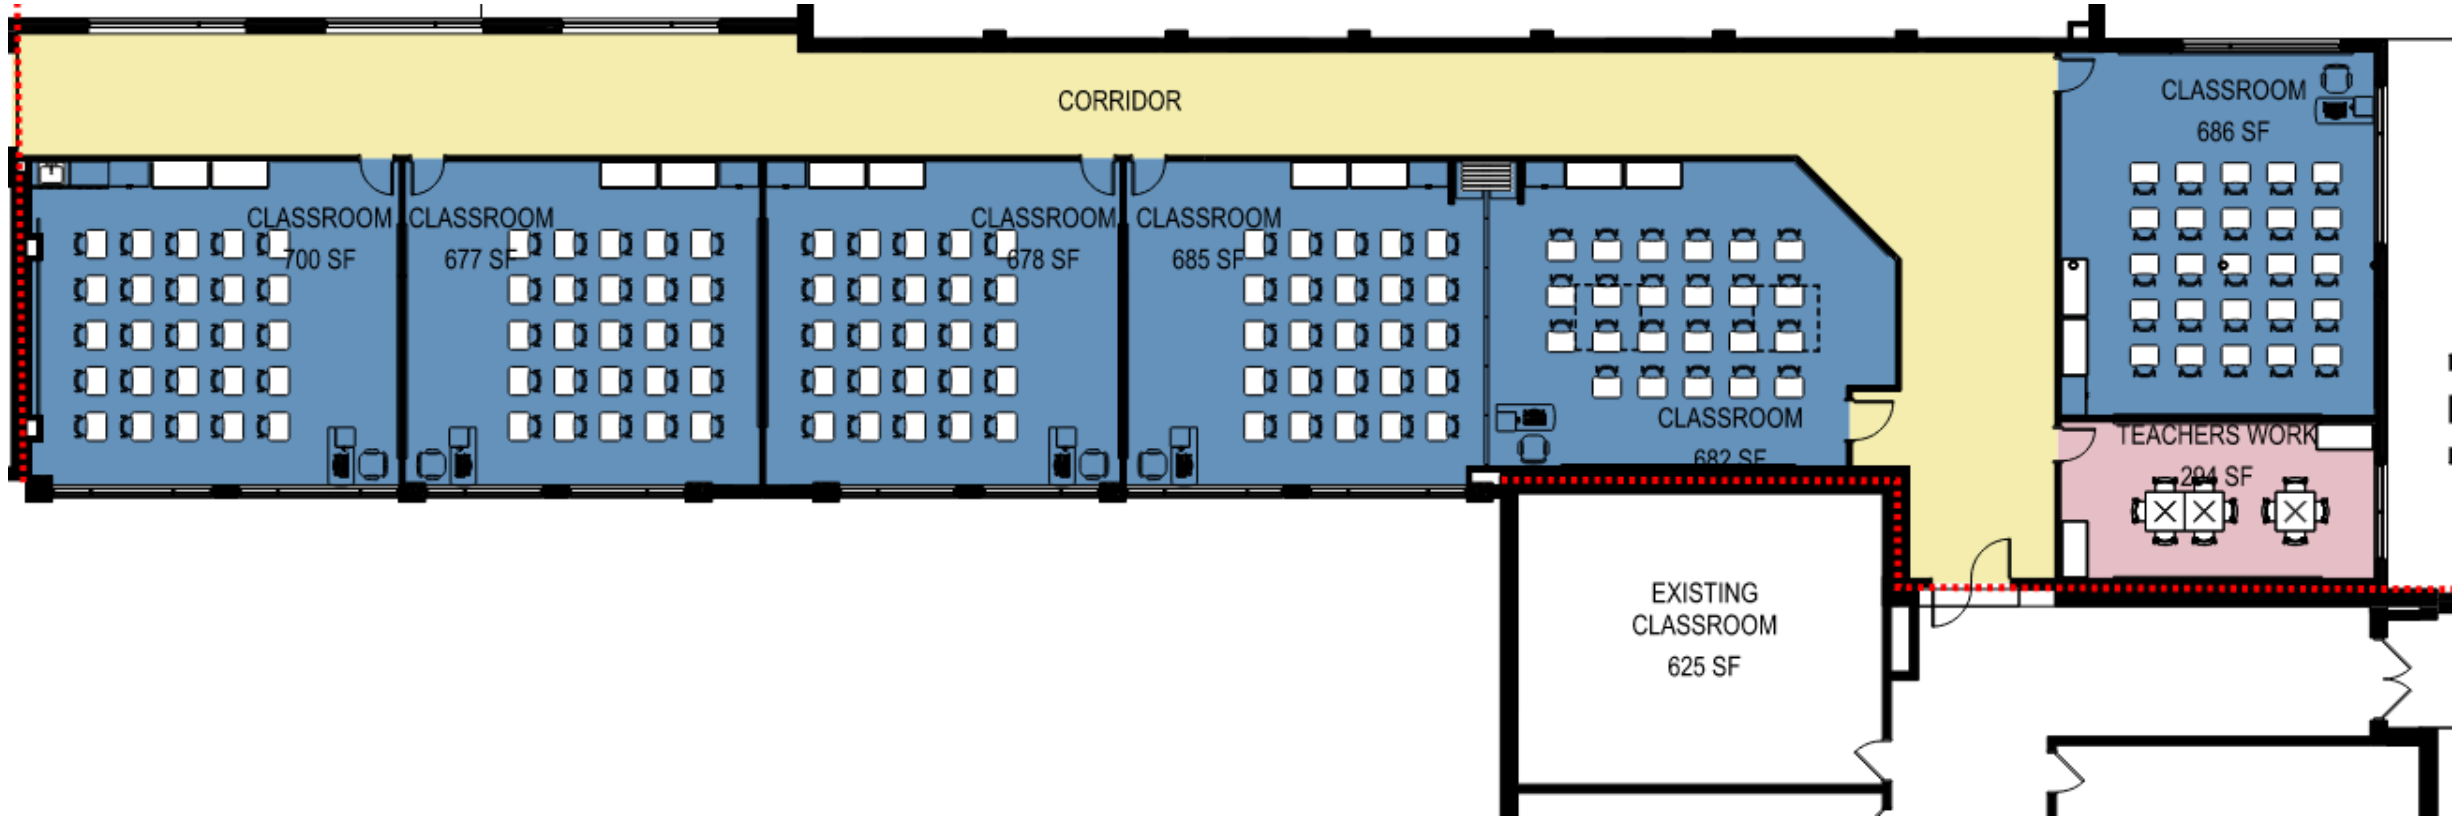 CORRIDOR
CLASSROOM
686 SF
CLASSROOM
700 SF
CLASSROOM
677 SF
CLASSROOM
678 SF
CLASSROOM
685 SF
CLASSROOM
682 SF
TEACHERS WORK
294 SF
EXISTING
CLASSROOM
625 SF